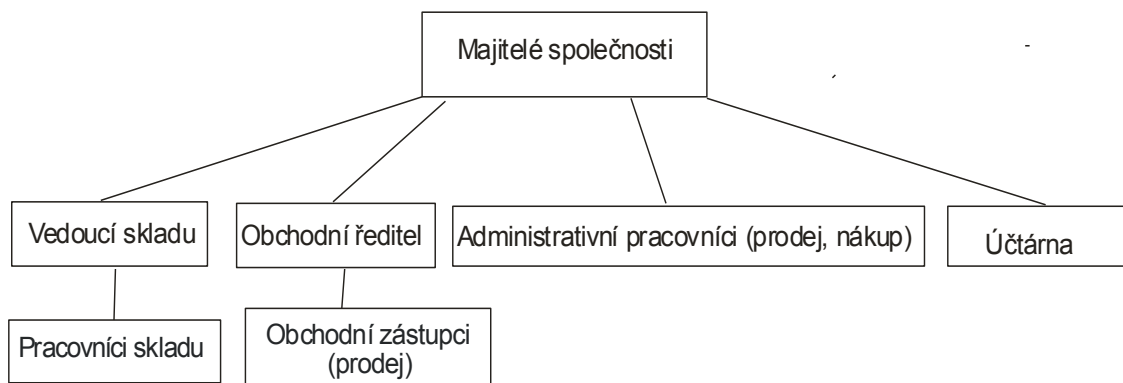 Majitelé společnosti
Vedoucí skladu
Obchodní ředitel
Administrativní pracovníci (prodej, nákup)
Účtárna
Pracovníci skladu
Obchodní zástupci
(prodej)